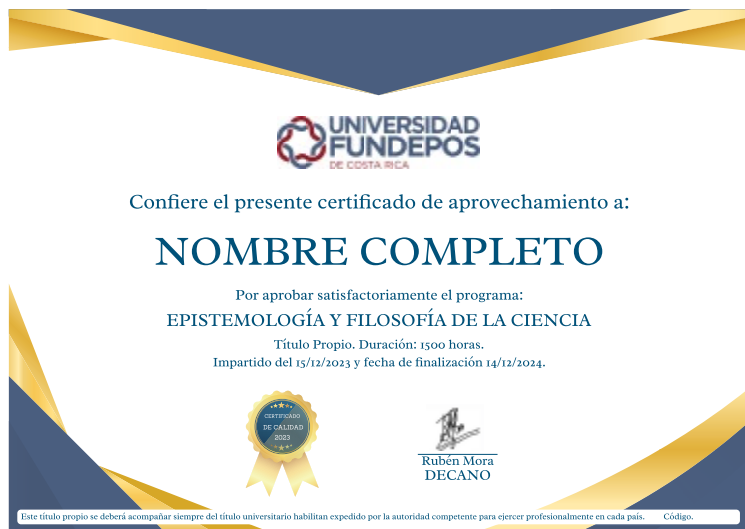 UNIVERSIDAD
FUNDEPOS
DE COSTA RICA
Confiere el presente certificado de aprovechamiento a:
NOMBRE COMPLETO
Por aprobar satisfactoriamente el programa:
EPISTEMOLOGÍA Y FILOSOFÍA DE LA CIENCIA
Título Propio. Duración: 1500 horas.
Impartido del 15/12/2023 y fecha de finalización 14/12/2024.
CERTIFICADO
DE CALIDAD
2023
Rubén Mora
DECANO
Este título propio se deberá acompañar siempre del título universitario habilitan expedido por la autoridad competente para ejercer profesionalmente en cada país. Código.